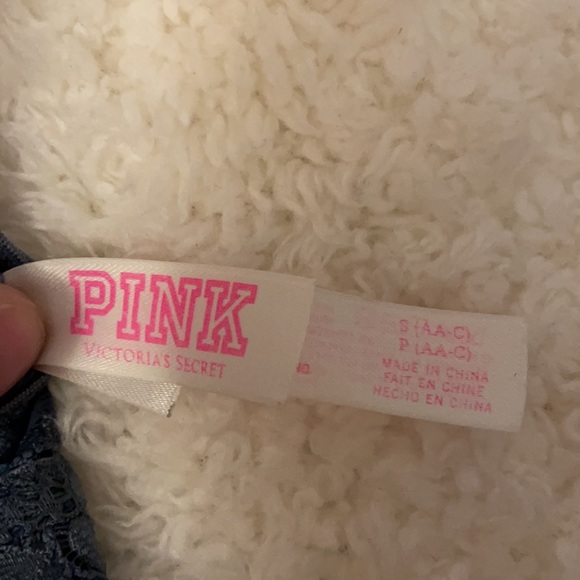 PINK
VICTORIA'S SECRET
S (AA-C)
P (AA-C)
MADE IN CHINA
FAIT EN CHINE
HECHO EN CHINA